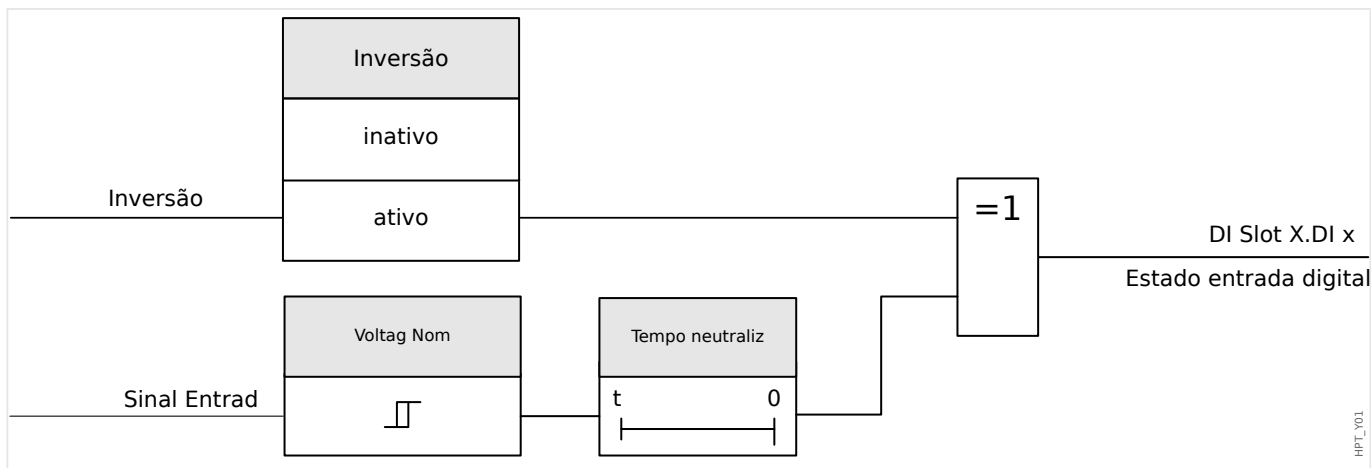 Inversão
inativo
Inversão
ativo
=1
DI Slot X.DI x
Estado entrada digital
Voltag Nom
Tempo neutraliz
Sinal Entrad
t
0
HPT_Y01